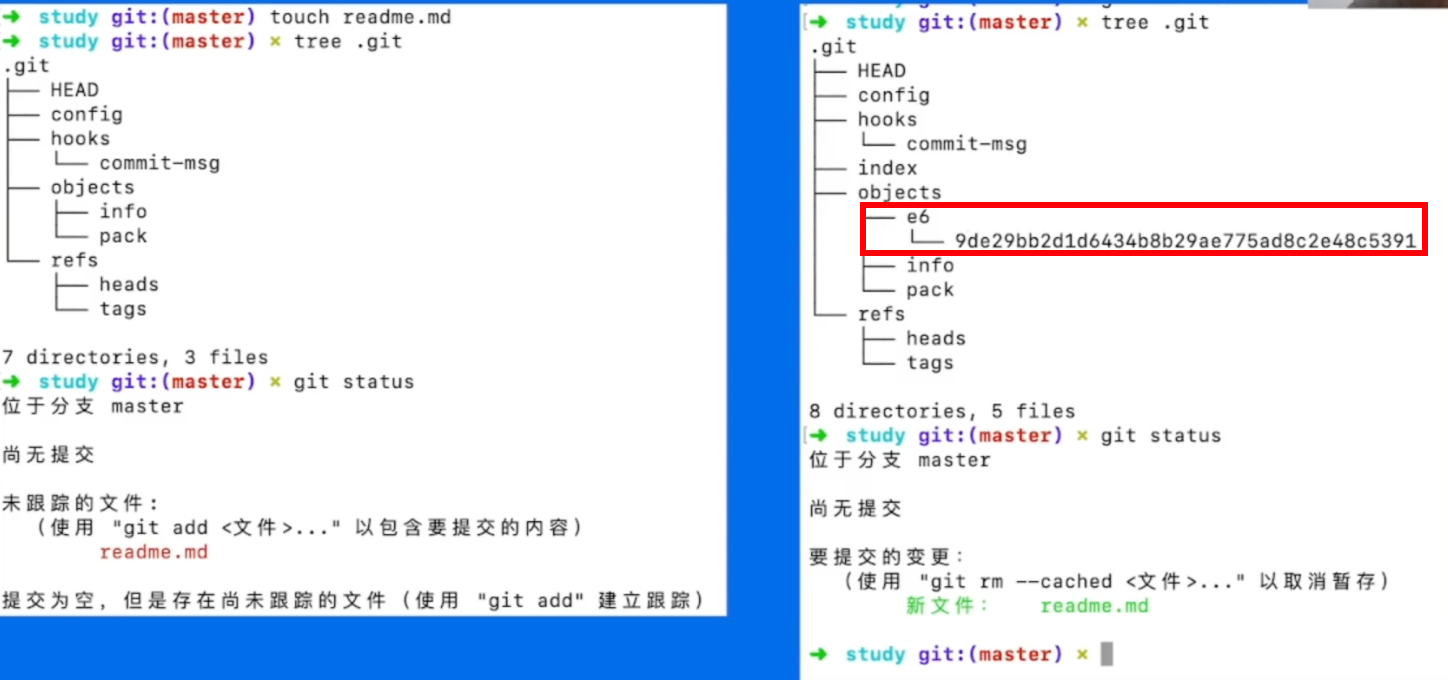 ➜ study git:(master) touch readme.md
➜ study git:(master) × tree .git
.git
├── HEAD
├── config
├── hooks
│   └── commit-msg
├── objects
│   ├── info
│   └── pack
└── refs
    ├── heads
    └── tags
7 directories, 3 files
➜ study git:(master) × git status
位于分支 master
尚无提交
未跟踪的文件:
  (使用 "git add <文件>..." 以包含要提交的内容)
        readme.md
提交为空，但是存在尚未跟踪的文件（使用 "git add" 建立跟踪）
[➜ study git:(master) × tree .git
.git
├── HEAD
├── config
├── hooks
│   └── commit-msg
├── index
├── objects
│   ├── e6
│   │   └── 9de29bb2d1d6434b8b29ae775ad8c2e48c5391
│   ├── info
│   └── pack
└── refs
    ├── heads
    └── tags
8 directories, 5 files
[➜ study git:(master) × git status
位于分支 master
尚无提交
要提交的变更：
  （使用 "git rm --cached <文件>..." 以取消暂存）
        新文件：   readme.md
➜ study git:(master) ×